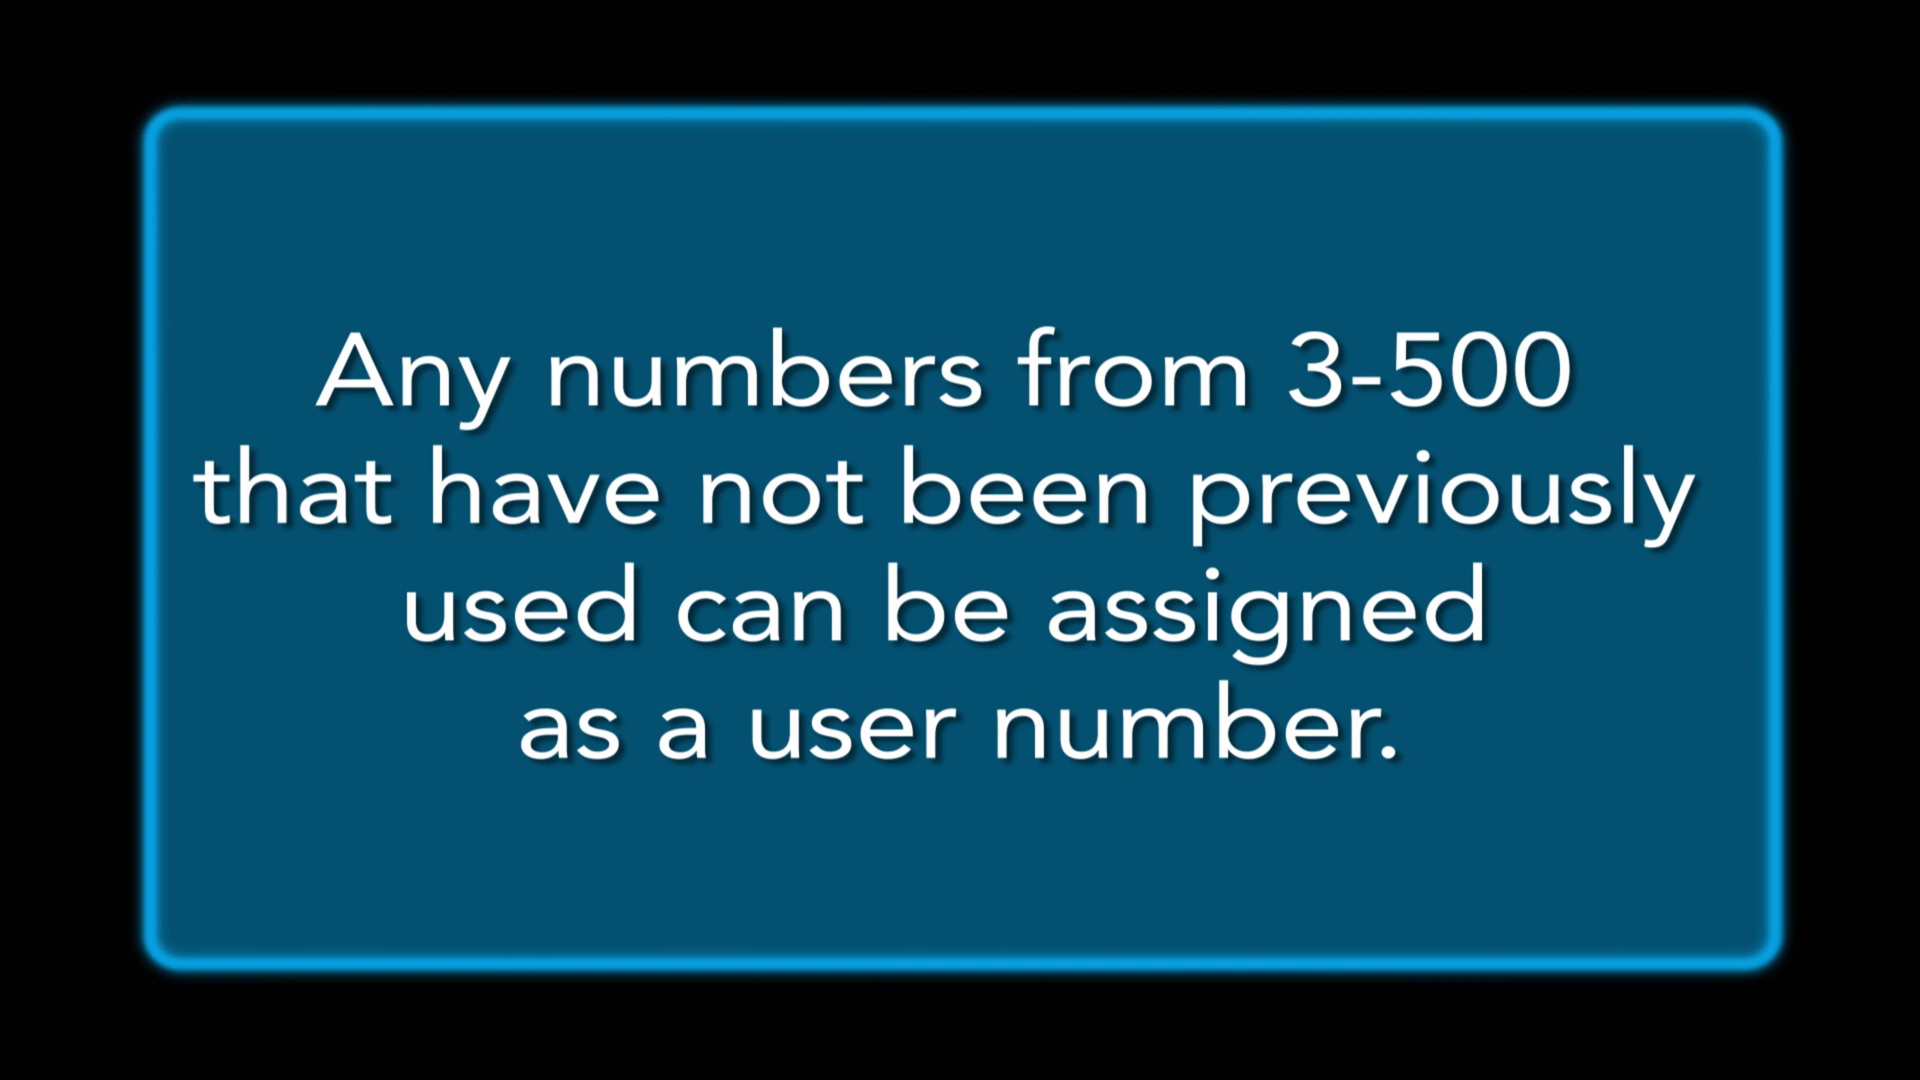 Any numbers from 3-500
that have not been previously
used can be assigned
as a user number.